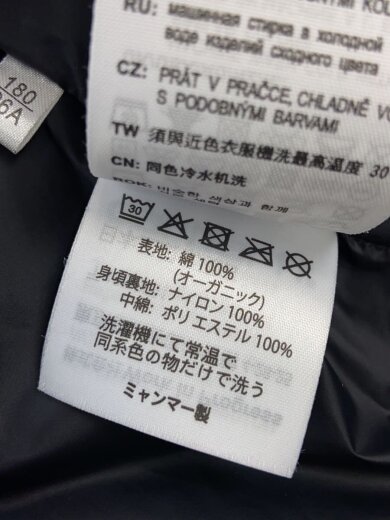 180
96A
RU: машинная стирка в холодной
воде изделий сходного цвета
CZ: PRÁT V PRAČCE, CHLADNÉ
S PODOBNÝMI BARVAMI
TW 須與近色衣服機洗最高溫度 30
CN: 同色冷水机洗
30
表地: 綿 100%
(オーガニック)
身頃裏地: ナイロン 100%
中綿: ポリエステル 100%
洗濯機にて常温で
同系色の物だけで洗う
ミャンマー製